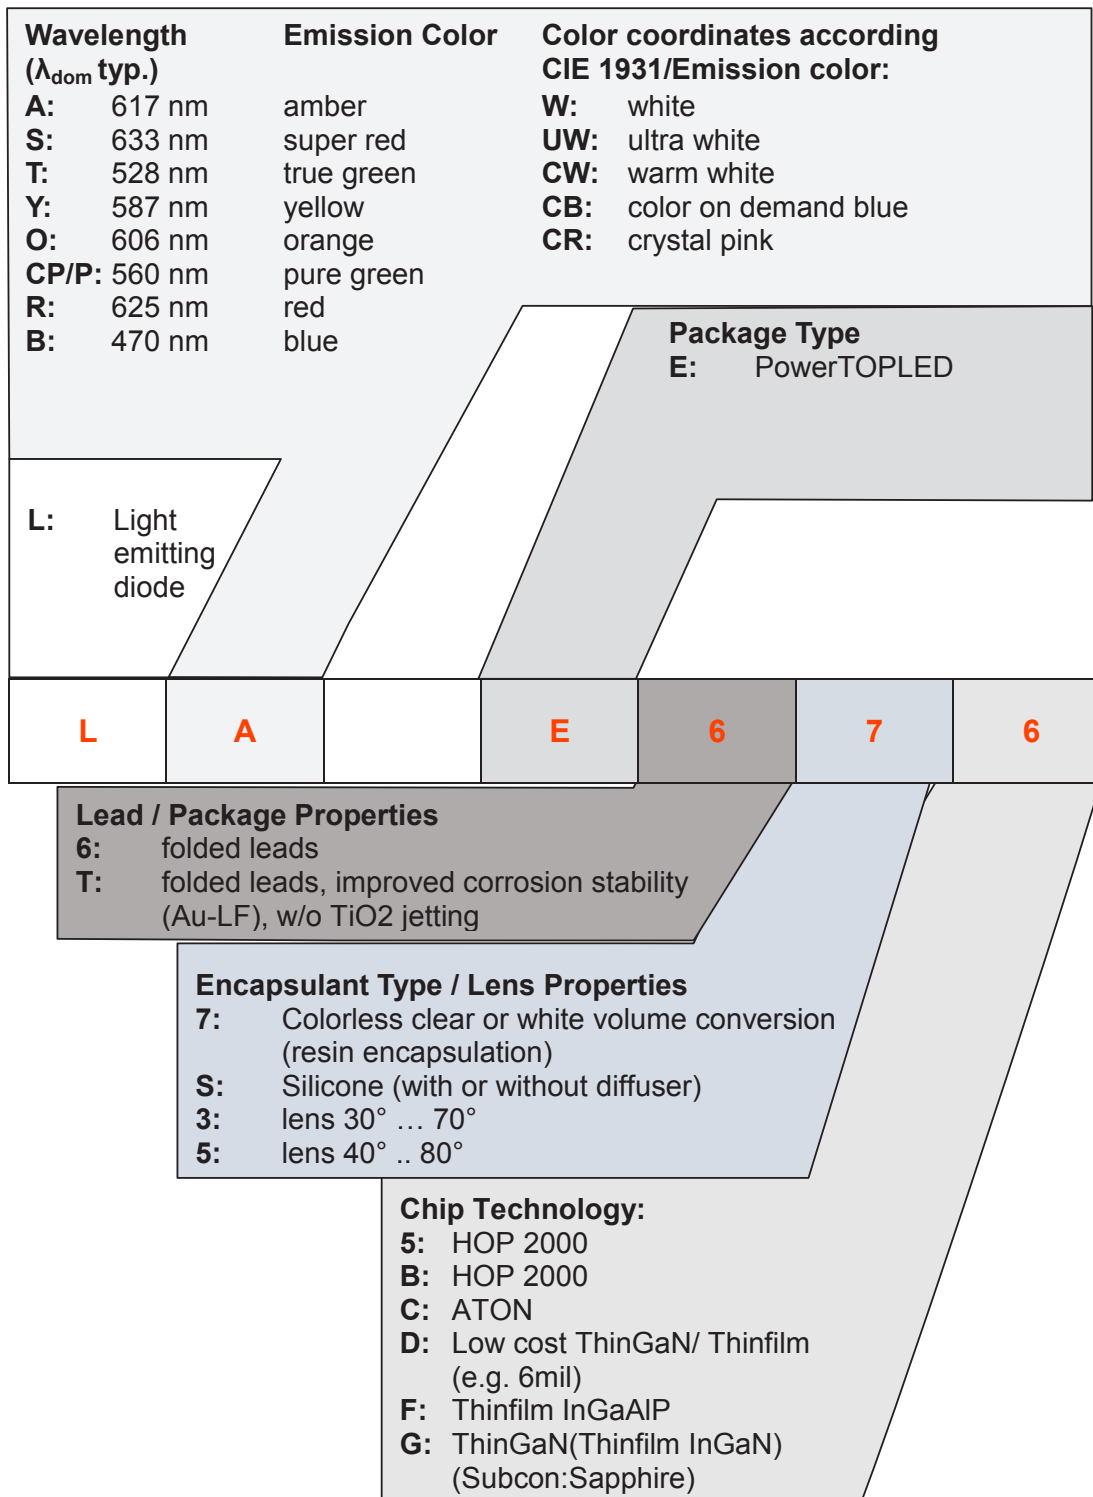 Wavelength Emission Color Color coordinates according
(λdom typ.) CIE 1931/Emission color:
A: 617 nm amber W: white
S: 633 nm super red UW: ultra white
T: 528 nm true green CW: warm white
Y: 587 nm yellow CB: color on demand blue
O: 606 nm orange CR: crystal pink
CP/P: 560 nm pure green
R: 625 nm red
B: 470 nm blue
Package Type
E: PowerTOPLED
L: Light
emitting
diode
L A E 6 7 6
Lead / Package Properties
6: folded leads
T: folded leads, improved corrosion stability
(Au-LF), w/o TiO2 jetting
Encapsulant Type / Lens Properties
7: Colorless clear or white volume conversion
(resin encapsulation)
S: Silicone (with or without diffuser)
3: lens 30° … 70°
5: lens 40° .. 80°
Chip Technology:
5: HOP 2000
B: HOP 2000
C: ATON
D: Low cost ThinGaN/ Thinfilm
(e.g. 6mil)
F: Thinfilm InGaAlP
G: ThinGaN(Thinfilm InGaN)
(Subcon:Sapphire)